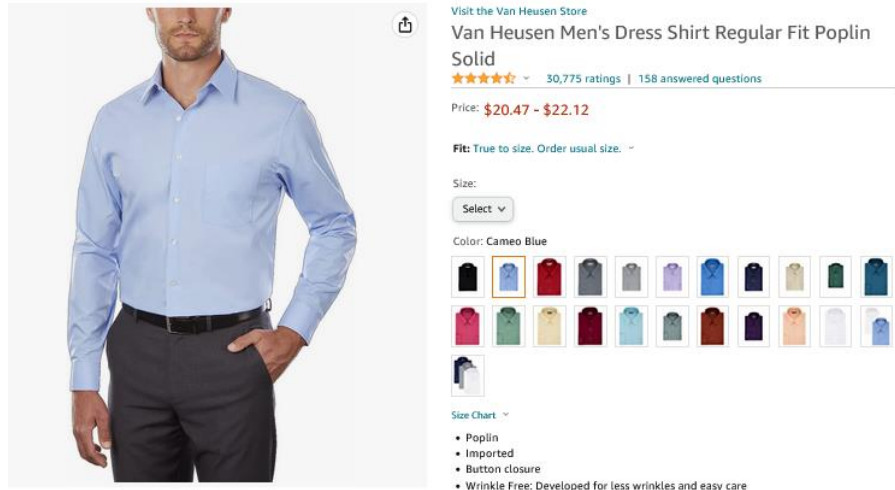 Visit the Van Heusen Store
Van Heusen Men's Dress Shirt Regular Fit Poplin
Solid
30,775 ratings | 158 answered questions
Price: $20.47 - $22.12
Fit: True to size. Order usual size.
Size:
Select
Color: Cameo Blue
Size Chart
• Poplin
• Imported
• Button closure
• Wrinkle Free: Developed for less wrinkles and easy care